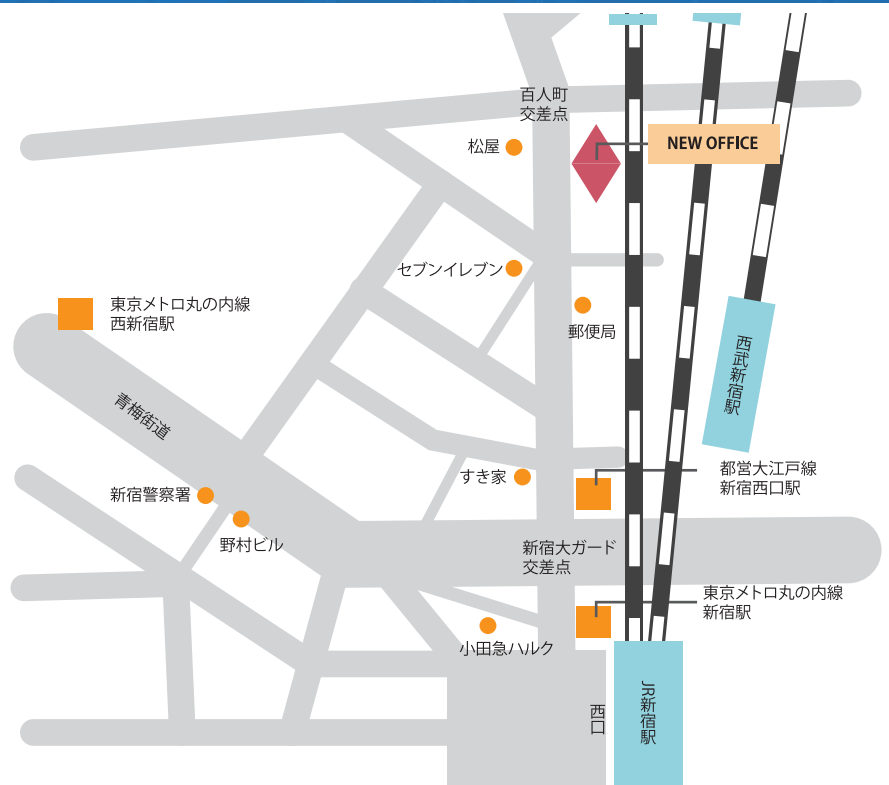 百人町
交差点
松屋
NEW OFFICE
セブンイレブン
東京メトロ丸の内線
西新宿駅
郵便局
西武新宿駅
青梅街道
すき家
都営大江戸線
新宿西口駅
新宿警察署
野村ビル
新宿大ガード
交差点
東京メトロ丸の内線
新宿駅
小田急ハルク
西口
JR新宿駅